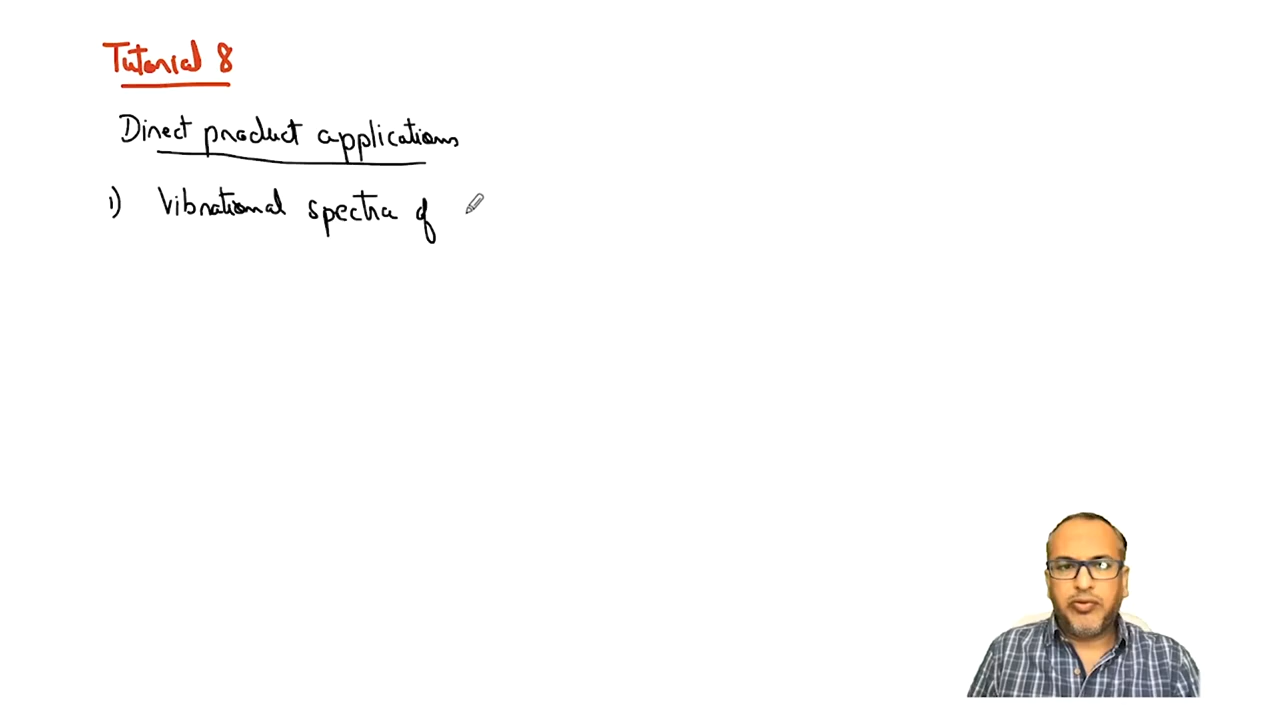 Tutorial 8
Direct product applications
1) Vibrational spectra of